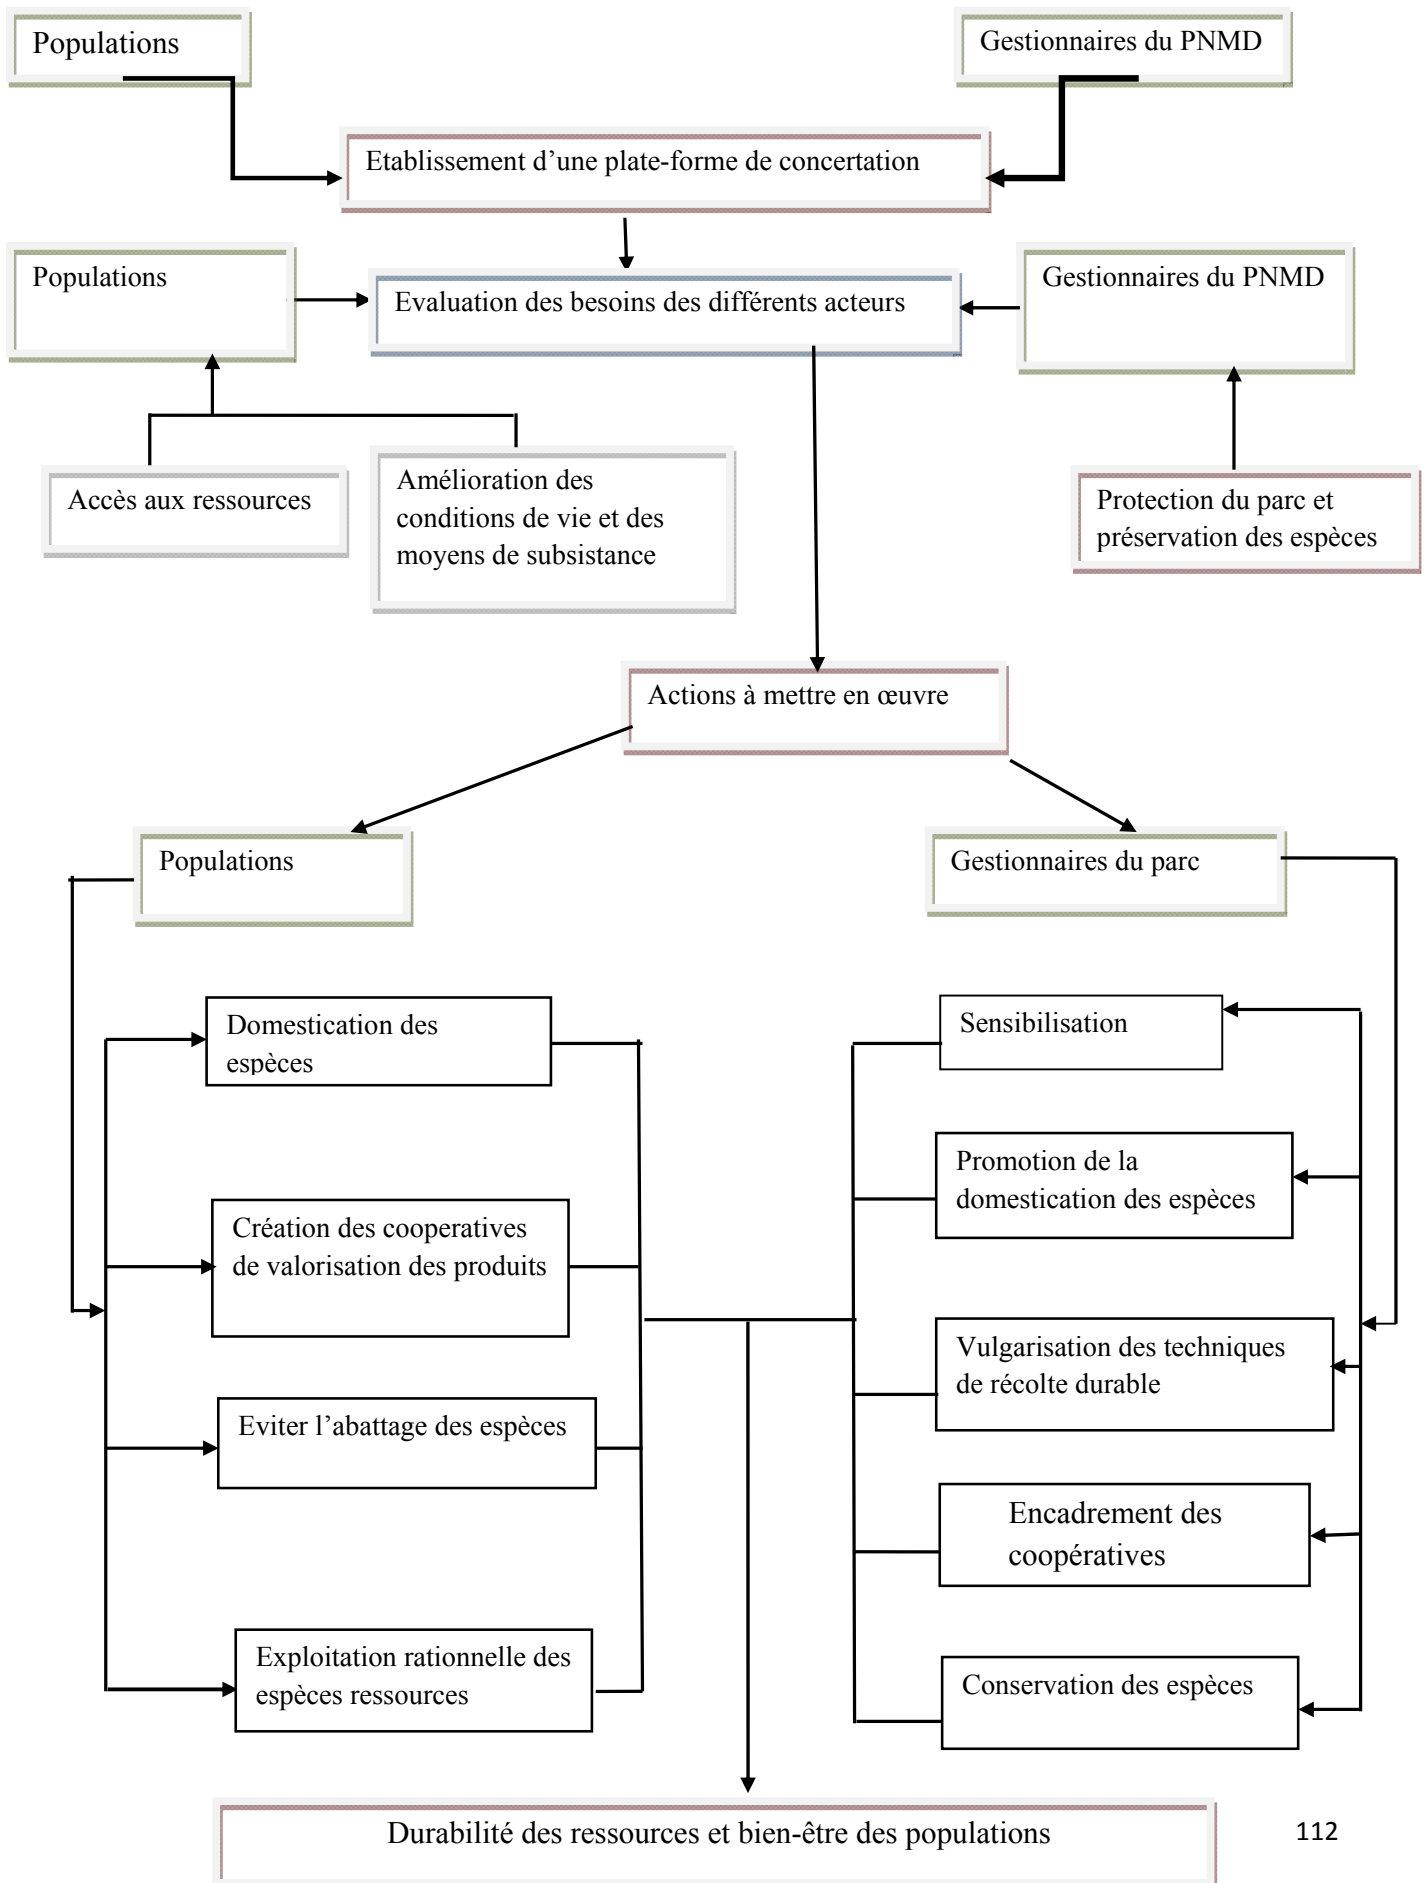 Populations
Gestionnaires du PNMD
Etablissement d’une plate-forme de concertation
Populations
Evaluation des besoins des différents acteurs
Gestionnaires du PNMD
Accès aux ressources
Amélioration des
conditions de vie et des
moyens de subsistance
Protection du parc et
préservation des espèces
Actions à mettre en œuvre
Populations
Gestionnaires du parc
Domestication des
espèces
Création des cooperatives
de valorisation des produits
Eviter l’abattage des espèces
Exploitation rationnelle des
espèces ressources
Sensibilisation
Promotion de la
domestication des espèces
Vulgarisation des techniques
de récolte durable
Encadrement des
coopératives
Conservation des espèces
Durabilité des ressources et bien-être des populations
112